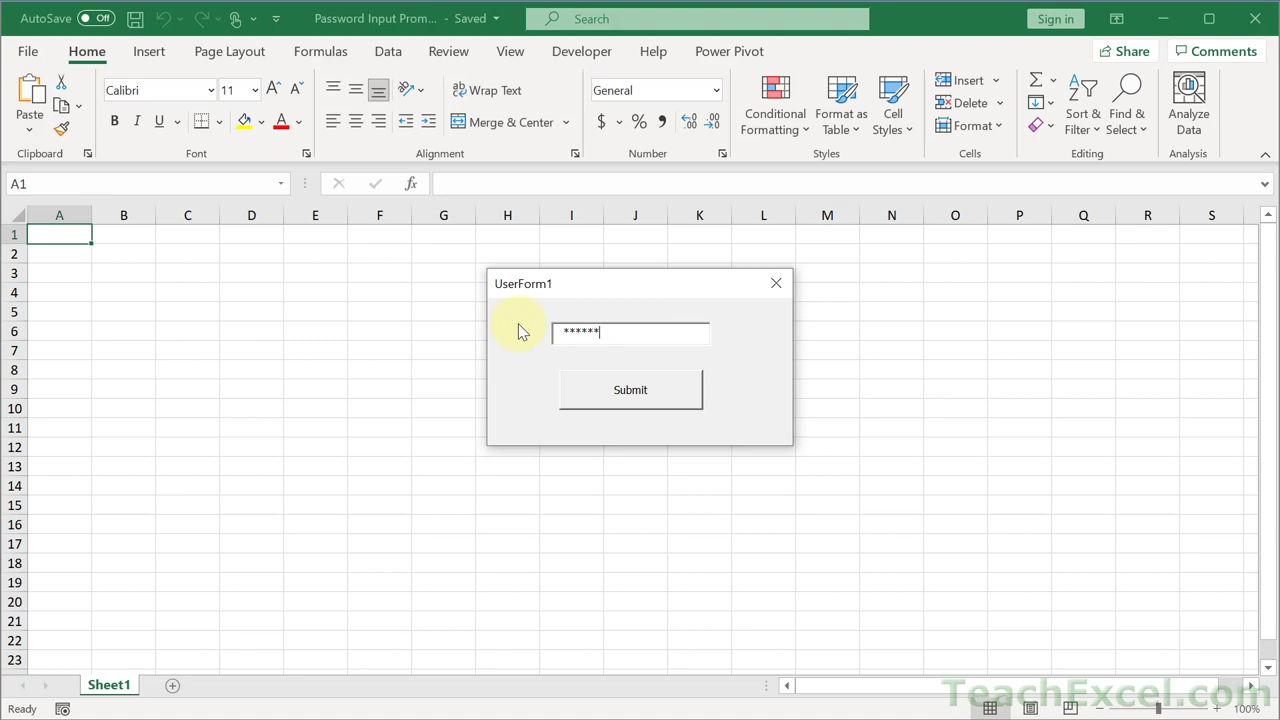 AutoSave Off Password Input Prom... - Saved Search Sign in
File Home Insert Page Layout Formulas Data Review View Developer Help Power Pivot Share Comments
Calibri 11 A A ab Wrap Text General Insert Σ
Paste Conditional Formatting Format as Table Cell Styles Delete Sort & Filter Find & Select Analyze Data
B I U A Merge & Center $ % , Format
Clipboard Font Alignment Number Styles Cells Editing Analysis
A1 fx
A B C D E F G H I J K L M N O P Q R S
1
2
3
4
5
6
7
8
9
10
11
12
13
14
15
16
17
18
19
20
21
22
23
UserForm1
******
Submit
Sheet1
TeachExcel.com
Ready 100%